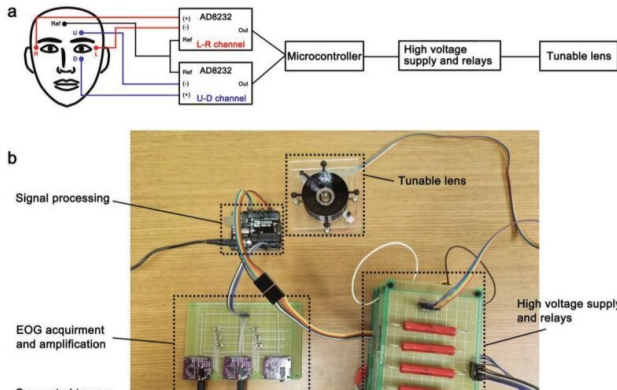 a
Ref
U
R
L
D
(+)
(-)
Ref
AD8232
Out
L-R channel
Ref
(-)
(+)
AD8232
Out
U-D channel
Microcontroller
High voltage
supply and relays
Tunable lens
b
Signal processing
Tunable lens
EOG acquirment
and amplification
High voltage supply
and relays